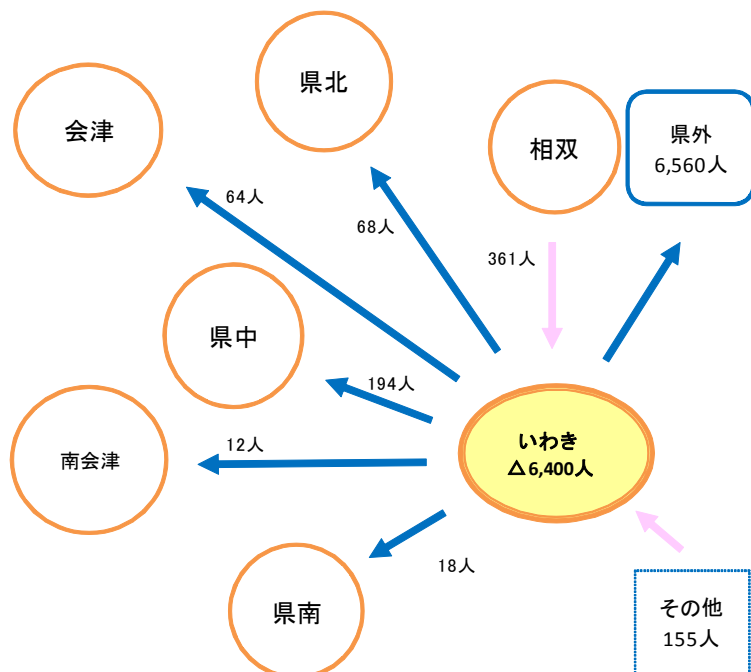 県北
会津
相双
県外
6,560人
64人
68人
361人
県中
194人
いわき
△6,400人
12人
南会津
18人
県南
その他
155人